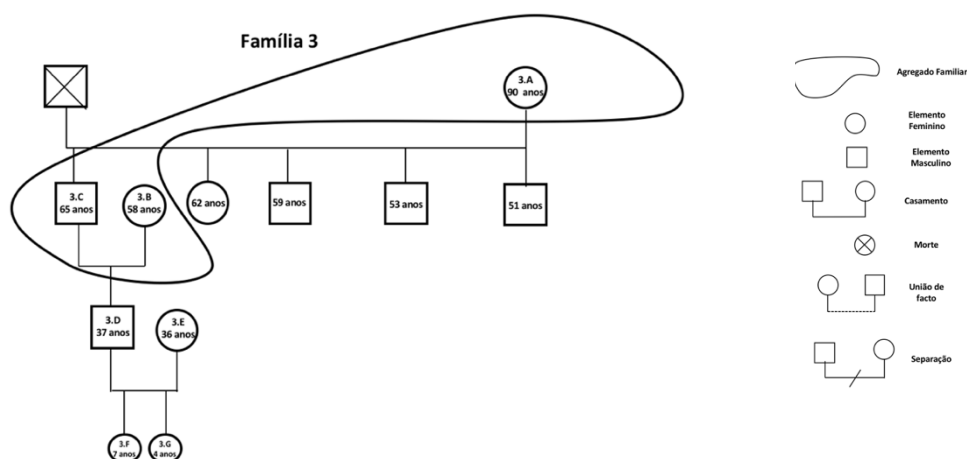 Família 3
3.A
90 anos
3.C
65 anos
3.B
58 anos
62 anos
59 anos
53 anos
51 anos
3.D
37 anos
3.E
36 anos
3.F
7 anos
3.G
4 anos
Agregado Familiar
Elemento
Feminino
Elemento
Masculino
Casamento
Morte
União de
facto
Separação